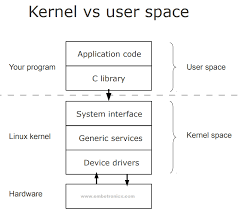 Kernel vs user space
Your program
Application code
C library
User space
Linux kernel
System interface
Generic services
Device drivers
Kernel space
Hardware